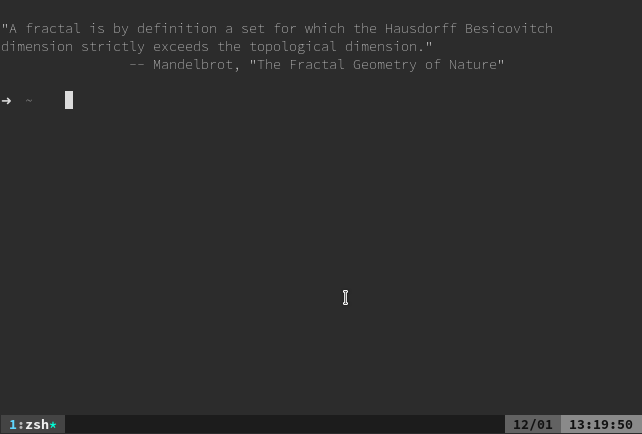 "A fractal is by definition a set for which the Hausdorff Besicovitch
dimension strictly exceeds the topological dimension."
-- Mandelbrot, "The Fractal Geometry of Nature"
➜ ~
1:zsh* 12/01 13:19:50